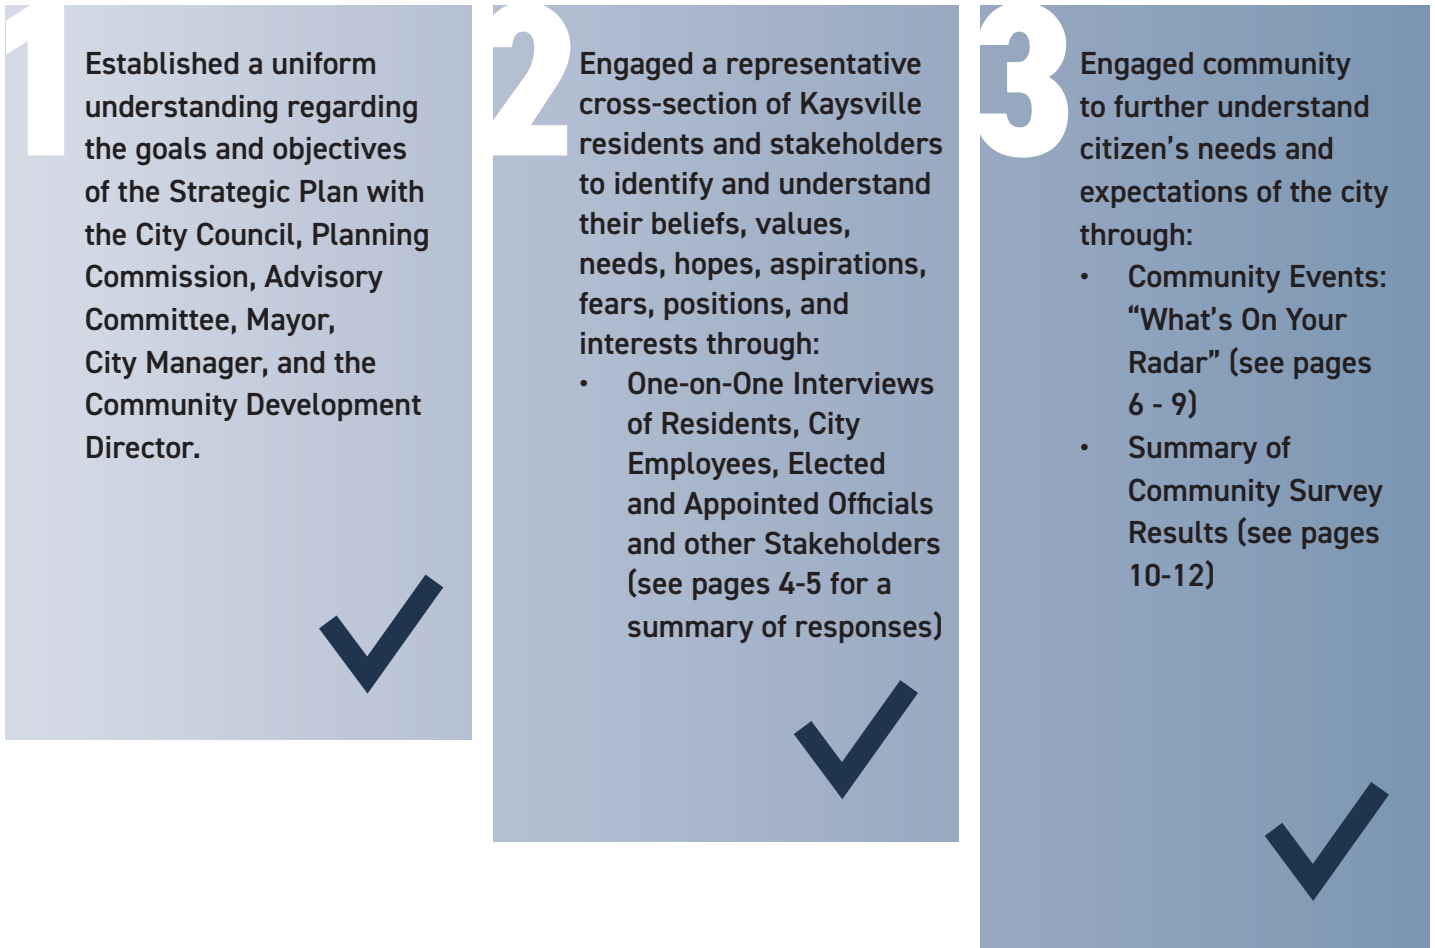 1
Established a uniform
understanding regarding
the goals and objectives
of the Strategic Plan with
the City Council, Planning
Commission, Advisory
Committee, Mayor,
City Manager, and the
Community Development
Director.
2
Engaged a representative
cross-section of Kaysville
residents and stakeholders
to identify and understand
their beliefs, values,
needs, hopes, aspirations,
fears, positions, and
interests through:
• One-on-One Interviews
of Residents, City
Employees, Elected
and Appointed Officials
and other Stakeholders
(see pages 4-5 for a
summary of responses)
3
Engaged community
to further understand
citizen’s needs and
expectations of the city
through:
• Community Events:
“What’s On Your
Radar” (see pages
6 - 9)
• Summary of
Community Survey
Results (see pages
10-12)